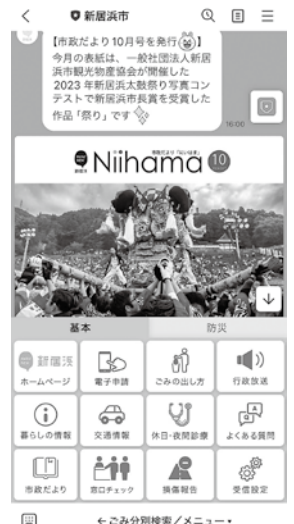 新居浜市
【市政だより10月号を発行】
今月の表紙は、一般社団法人新居
浜市観光物産協会が開催した
2023 年新居浜太鼓祭り写真コン
テストで新居浜市長賞を受賞した
作品「祭り」です
16:00
Niihama 10
基本 防災
新居浜
ホームページ 電子申請 ごみの出し方 行政放送
暮らしの情報 交通情報 休日・夜間診療 よくある質問
市政だより 窓口チェック 損傷報告 受信設定
←ごみ分別検索／メニュー▼